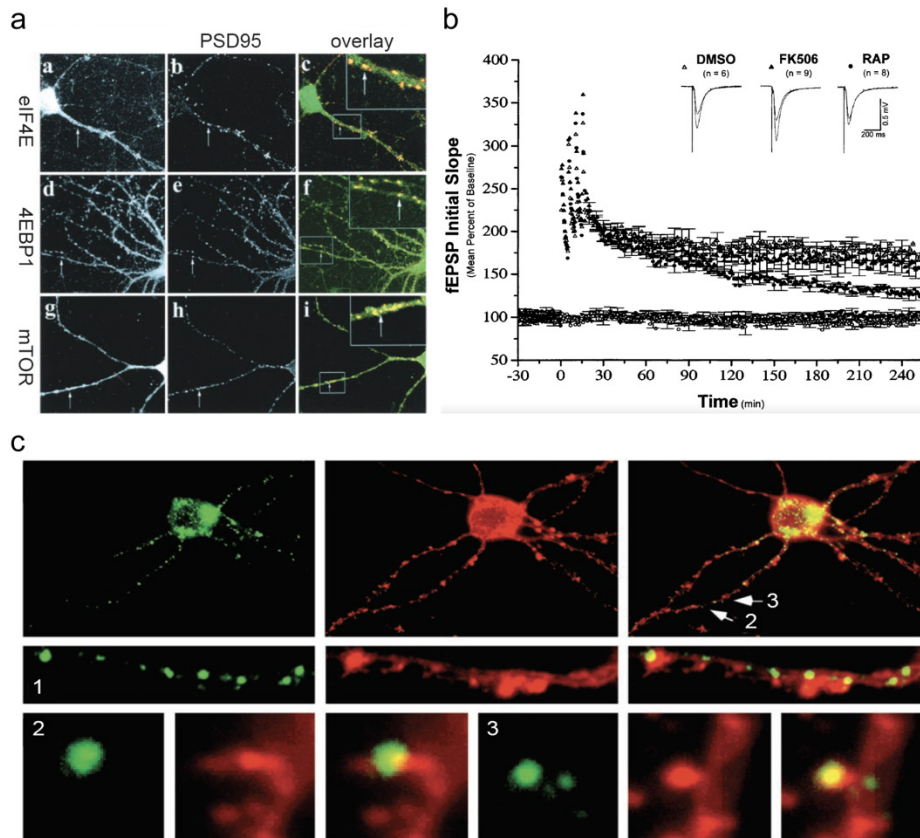 a
PSD95 overlay
eIF4E
a b c
4EBP1
d e f
mTOR
g h i
b
DMSO FK506 RAP
(n = 6) (n = 9) (n = 8)
0.5 mV
200 ms
fEPSP Initial Slope
(Mean Percent of Baseline)
400
350
300
250
200
150
100
50
-30 0 30 60 90 120 150 180 210 240
Time (min)
c
3
2
1
2 3